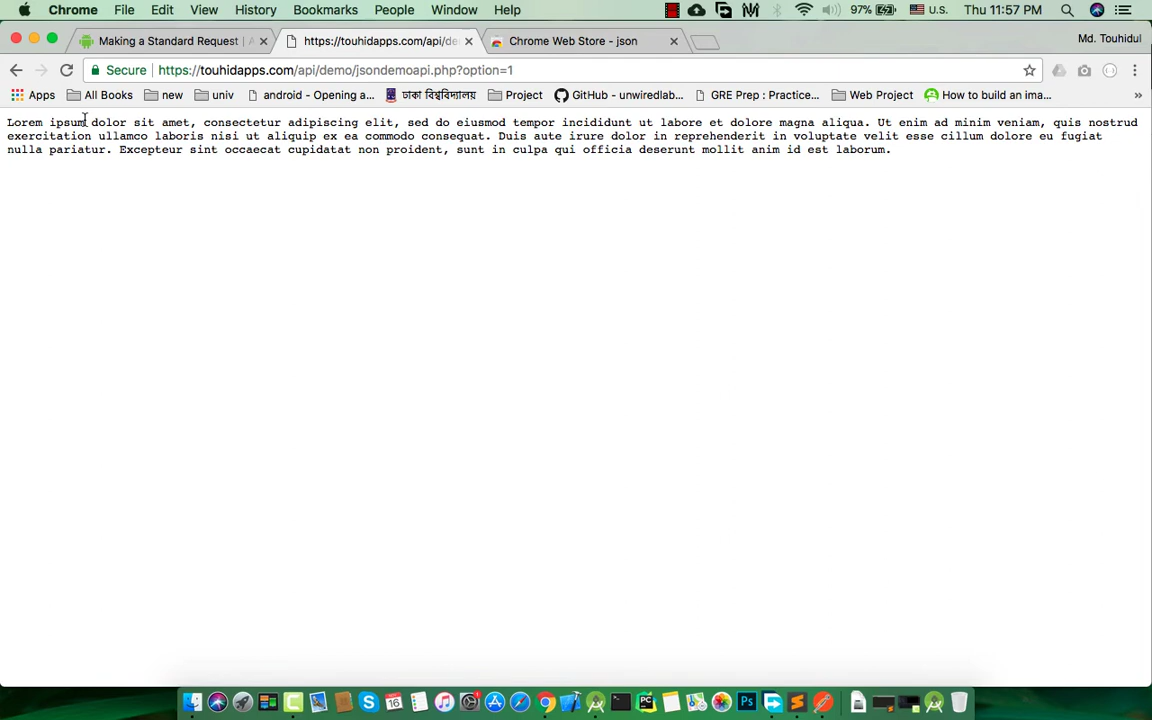 Chrome File Edit View History Bookmarks People Window Help 97% U.S. Thu 11:57 PM
Making a Standard Request | A https://touhidapps.com/api/de Chrome Web Store - json Md. Touhidul
Secure https://touhidapps.com/api/demo/jsondemoapi.php?option=1
Apps All Books new univ android - Opening a... ঢাকা বিশ্ববিদ্যালয় Project GitHub - unwiredlab... GRE Prep : Practice... Web Project How to build an ima... »
Lorem ipsum dolor sit amet, consectetur adipiscing elit, sed do eiusmod tempor incididunt ut labore et dolore magna aliqua. Ut enim ad minim veniam, quis nostrud
exercitation ullamco laboris nisi ut aliquip ex ea commodo consequat. Duis aute irure dolor in reprehenderit in voluptate velit esse cillum dolore eu fugiat
nulla pariatur. Excepteur sint occaecat cupidatat non proident, sunt in culpa qui officia deserunt mollit anim id est laborum.